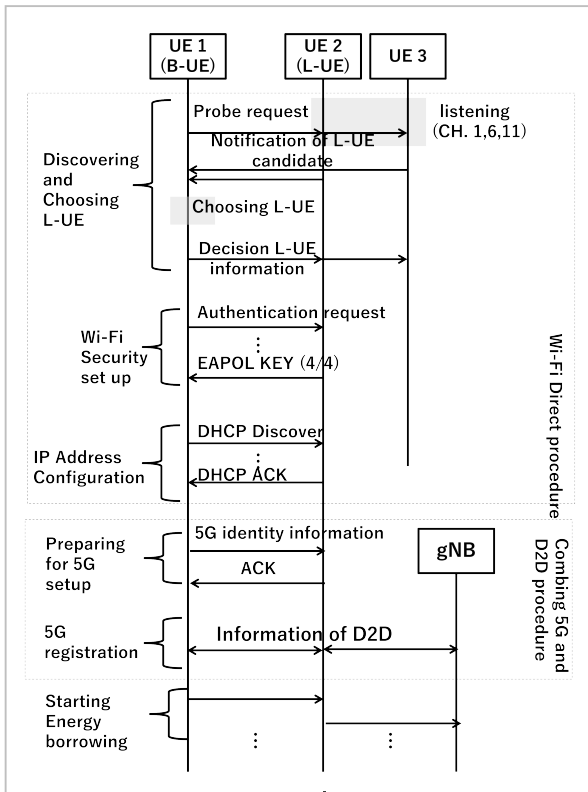 UE 1
(B-UE)
UE 2
(L-UE)
UE 3
Probe request
listening
(CH. 1,6,11)
Notification of L-UE
candidate
Discovering
and
Choosing
L-UE
Choosing L-UE
Decision L-UE
information
Authentication request
Wi-Fi
Security
set up
⋮
EAPOL KEY (4/4)
Wi-Fi Direct procedure
DHCP Discover
IP Address
Configuration
⋮
DHCP ACK
5G identity information
Preparing
for 5G
setup
ACK
gNB
Combing 5G and
D2D procedure
5G
registration
Information of D2D
Starting
Energy
borrowing
⋮
⋮